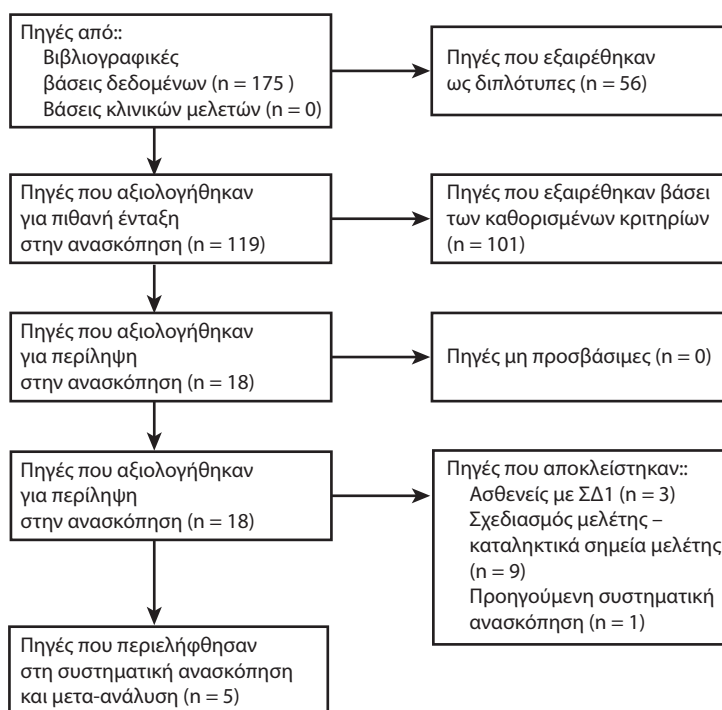 Πηγές από::
Βιβλιογραφικές
βάσεις δεδομένων (n = 175 )
Βάσεις κλινικών μελετών (n = 0)
Πηγές που εξαιρέθηκαν
ως διπλότυπες (n = 56)
Πηγές που αξιολογήθηκαν
για πιθανή ένταξη
στην ανασκόπηση (n = 119)
Πηγές που εξαιρέθηκαν βάσει
των καθορισμένων κριτηρίων
(n = 101)
Πηγές που αξιολογήθηκαν
για περίληψη
στην ανασκόπηση (n = 18)
Πηγές μη προσβάσιμες (n = 0)
Πηγές που αξιολογήθηκαν
για περίληψη
στην ανασκόπηση (n = 18)
Πηγές που αποκλείστηκαν::
Ασθενείς με ΣΔ1 (n = 3)
Σχεδιασμός μελέτης –
καταληκτικά σημεία μελέτης
(n = 9)
Προηγούμενη συστηματική
ανασκόπηση (n = 1)
Πηγές που περιελήφθησαν
στη συστηματική ανασκόπηση
και μετα-ανάλυση (n = 5)